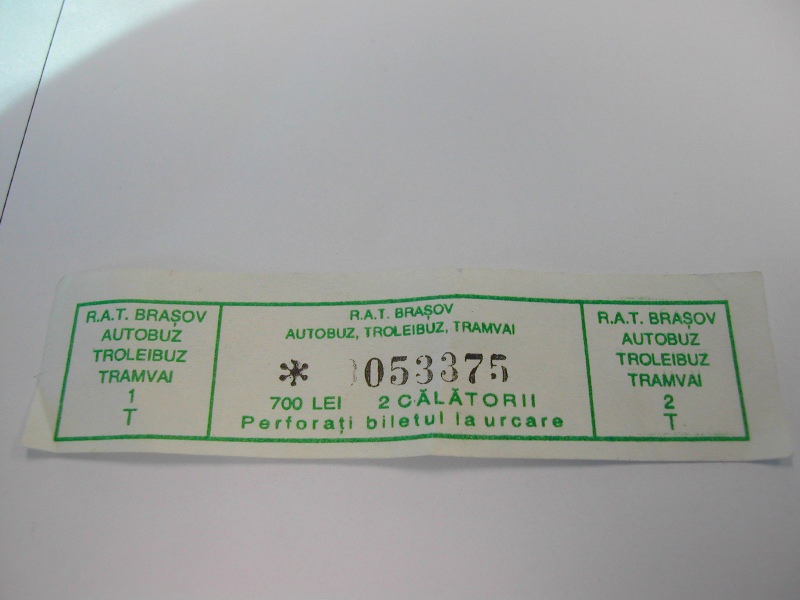 R.A.T. BRAȘOV
AUTOBUZ
TROLEIBUZ
TRAMVAI
1
T
R.A.T. BRAȘOV
AUTOBUZ, TROLEIBUZ, TRAMVAI
* 053375
700 LEI 2 CĂLĂTORII
Perforați biletul la urcare
R.A.T. BRAȘOV
AUTOBUZ
TROLEIBUZ
TRAMVAI
2
T